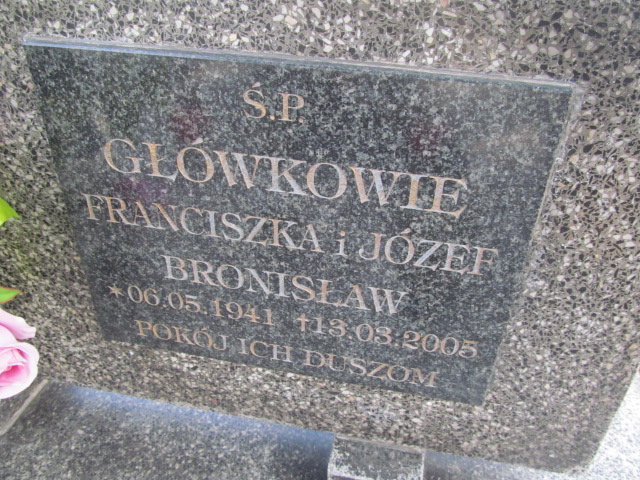 Ś.P.
GŁÓWKOWIE
FRANCISZKA i JÓZEF
BRONISŁAW
*06.05.1941 †13.03.2005
POKÓJ ICH DUSZOM